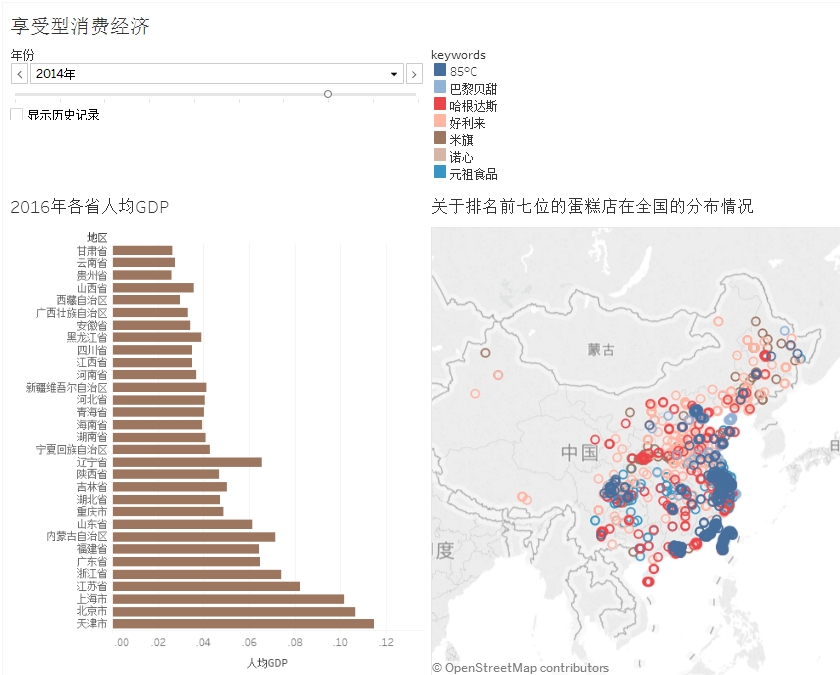 享受型消费经济
年份
2014年
显示历史记录
keywords
85°C
巴黎贝甜
哈根达斯
好利来
米旗
诺心
元祖食品
2016年各省人均GDP
地区
甘肃省
云南省
贵州省
山西省
西藏自治区
广西壮族自治区
安徽省
黑龙江省
四川省
江西省
河南省
新疆维吾尔自治区
河北省
青海省
海南省
湖南省
宁夏回族自治区
辽宁省
陕西省
吉林省
湖北省
重庆市
山东省
内蒙古自治区
福建省
广东省
浙江省
江苏省
上海市
北京市
天津市
.00 .02 .04 .06 .08 .10 .12
人均GDP
关于排名前七位的蛋糕店在全国的分布情况
蒙古
中国
日
度
© OpenStreetMap contributors